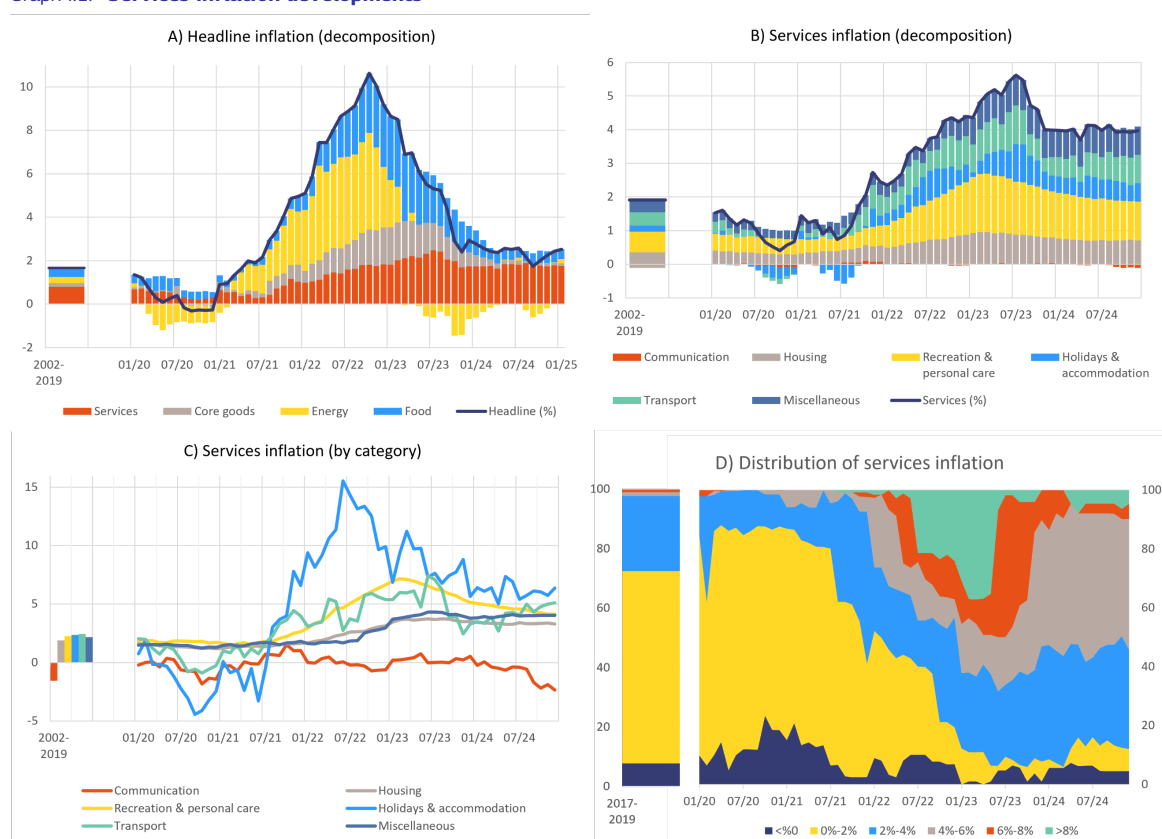 Graph I.2: Services inflation developments
A) Headline inflation (decomposition)
10
8
6
4
2
0
-2
2002-
2019
01/20 07/20 01/21 07/21 01/22 07/22 01/23 07/23 01/24 07/24 01/25
Services Core goods Energy Food Headline (%)
B) Services inflation (decomposition)
6
5
4
3
2
1
0
-1
2002-
2019
01/20 07/20 01/21 07/21 01/22 07/22 01/23 07/23 01/24 07/24
Communication Housing Recreation & personal care Holidays & accommodation
Transport Miscellaneous Services (%)
C) Services inflation (by category)
15
10
5
0
-5
2002-
2019
01/20 07/20 01/21 07/21 01/22 07/22 01/23 07/23 01/24 07/24
Communication Housing
Recreation & personal care Holidays & accommodation
Transport Miscellaneous
D) Distribution of services inflation
100 100
80 80
60 60
40 40
20 20
0 0
2017-
2019
01/20 07/20 01/21 07/21 01/22 07/22 01/23 07/23 01/24 07/24
<%0 0%-2% 2%-4% 4%-6% 6%-8% >8%